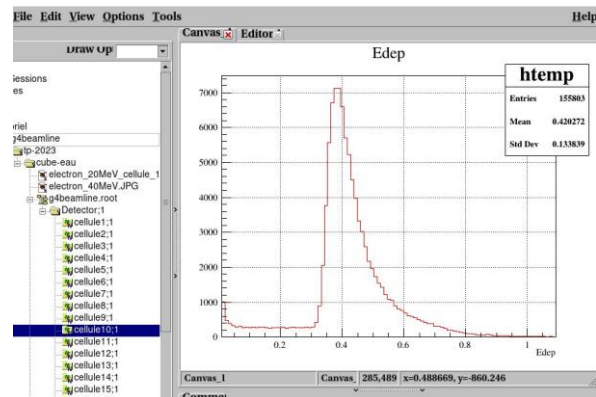 File Edit View Options Tools Help
Canvas_ Editor
Draw Op
Sessions
es
riel
g4beamline
tp-2023
cube-eau
electron_20MeV_cellule_1
electron_40MeV.JPG
g4beamline.root
Detector;1
cellule1;1
cellule2;1
cellule3;1
cellule4;1
cellule5;1
cellule6;1
cellule7;1
cellule8;1
cellule9;1
cellule10;1
cellule11;1
cellule12;1
cellule13;1
cellule14;1
cellule15;1
Edep
htemp
Entries 155803
Mean 0.420272
Std Dev 0.133839
7000
6000
5000
4000
3000
2000
1000
0
0.2 0.4 0.6 0.8 1
Edep
Canvas_1 Canvas_ 285,489 x=0.488669, y=-860.246